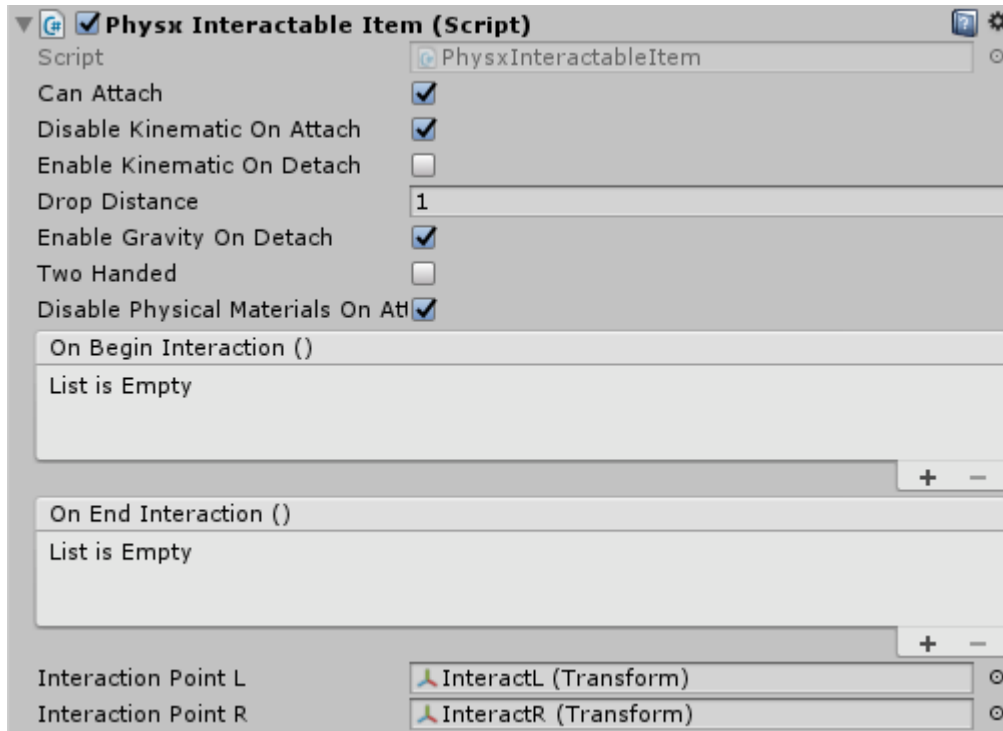 Physx Interactable Item (Script)
Script PhysxInteractableItem
Can Attach
Disable Kinematic On Attach
Enable Kinematic On Detach
Drop Distance 1
Enable Gravity On Detach
Two Handed
Disable Physical Materials On Att
On Begin Interaction ()
List is Empty
+ −
On End Interaction ()
List is Empty
+ −
Interaction Point L InteractL (Transform)
Interaction Point R InteractR (Transform)